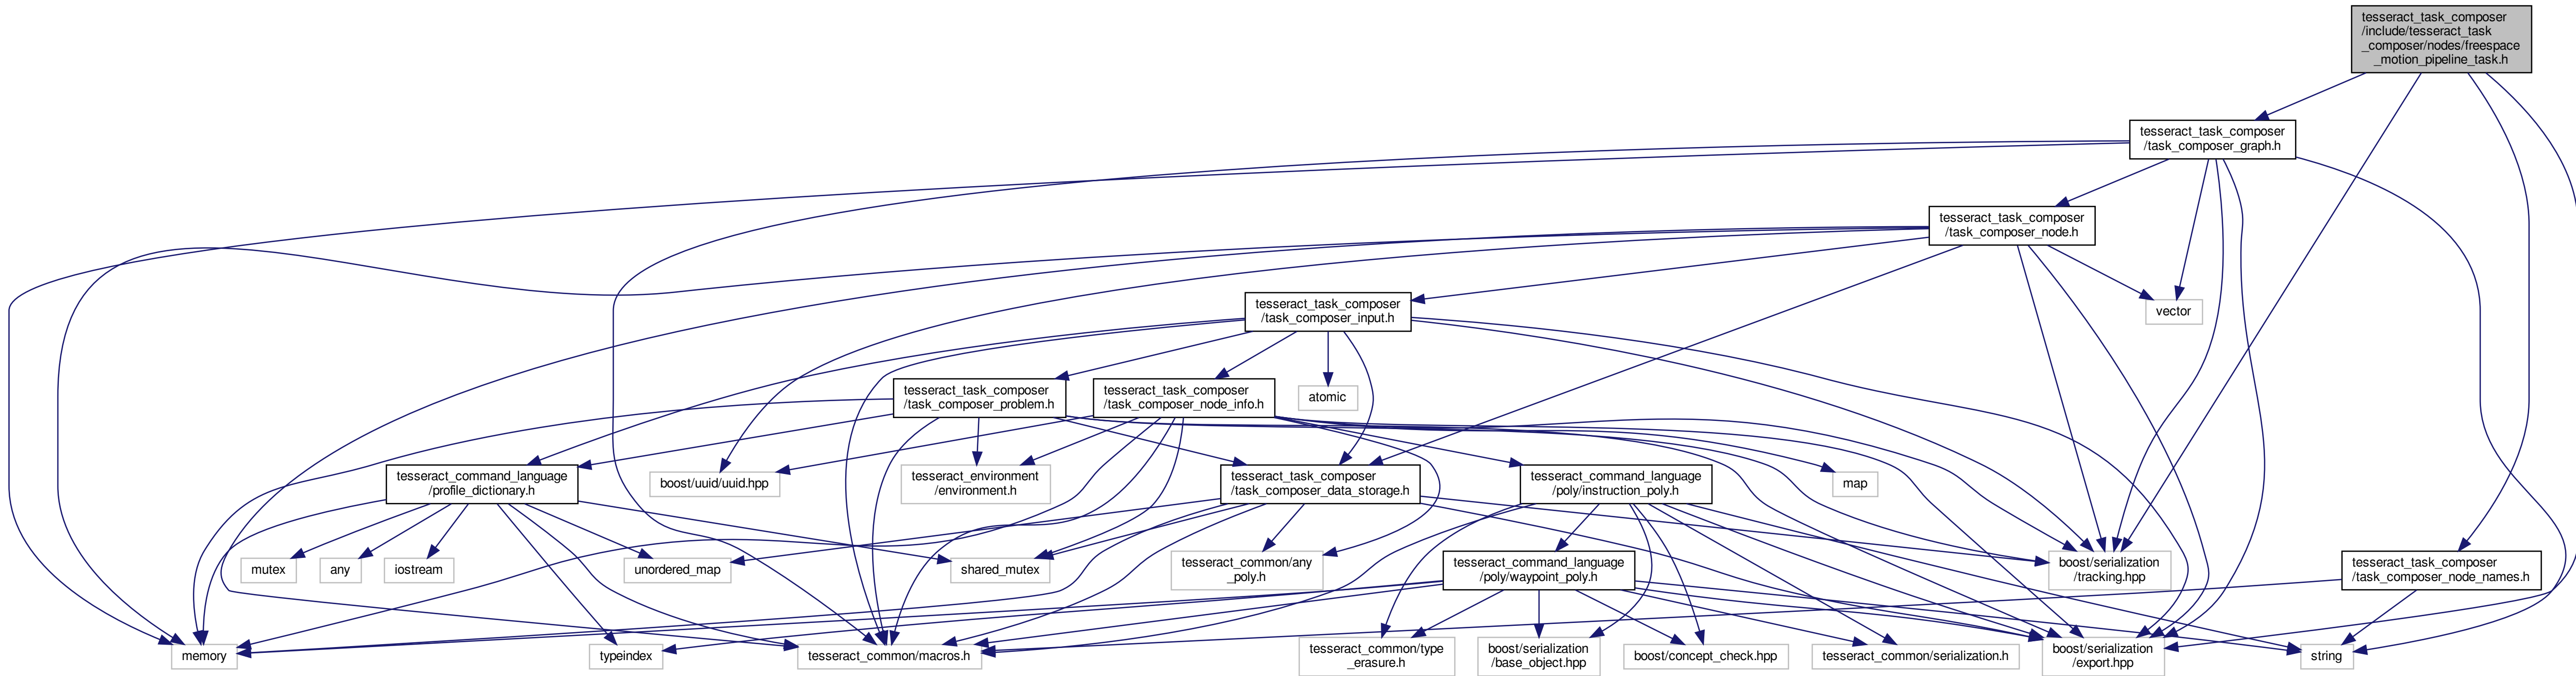 tesseract_task_composer
/include/tesseract_task
_composer/nodes/freespace
_motion_pipeline_task.h
tesseract_task_composer
/task_composer_graph.h
tesseract_task_composer
/task_composer_node.h
tesseract_task_composer
/task_composer_input.h
vector
tesseract_task_composer
/task_composer_problem.h
tesseract_task_composer
/task_composer_node_info.h
atomic
tesseract_command_language
/profile_dictionary.h
boost/uuid/uuid.hpp
tesseract_environment
/environment.h
tesseract_task_composer
/task_composer_data_storage.h
tesseract_command_language
/poly/instruction_poly.h
map
mutex
any
iostream
unordered_map
shared_mutex
tesseract_common/any
_poly.h
tesseract_command_language
/poly/waypoint_poly.h
boost/serialization
/tracking.hpp
tesseract_task_composer
/task_composer_node_names.h
memory
typeindex
tesseract_common/macros.h
tesseract_common/type
_erasure.h
boost/serialization
/base_object.hpp
boost/concept_check.hpp
tesseract_common/serialization.h
boost/serialization
/export.hpp
string